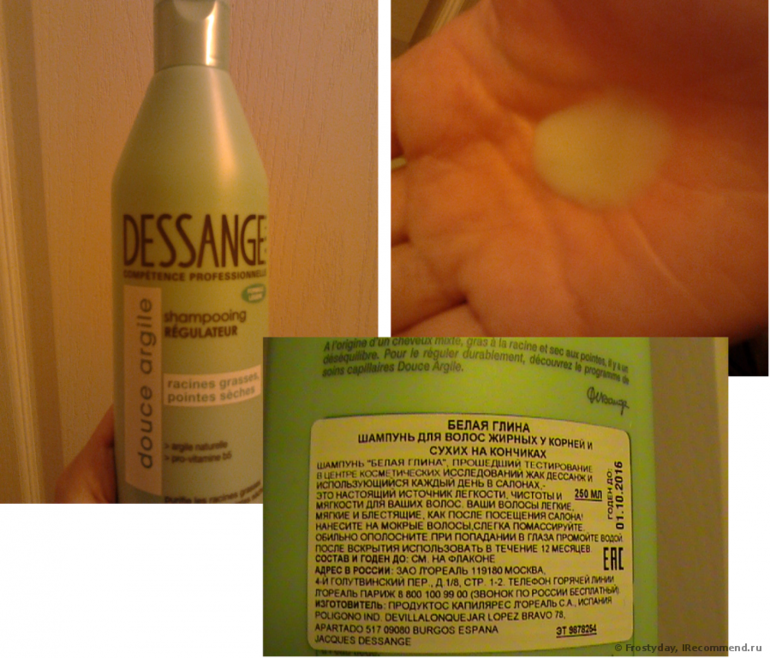 DESSANGE
COMPÉTENCE PROFESSIONNELLE
douce argile
shampooing
RÉGULATEUR
racines grasses,
pointes sèches
> argile naturelle
> pro-vitamine b5
purifie les racines grasses
A l'origine d'un cheveux mixte, gras à la racine et sec aux pointes, il y a un
déséquilibre. Pour le réguler durablement, découvrez le programme de
soins capillaires Douce Argile.
БЕЛАЯ ГЛИНА
ШАМПУНЬ ДЛЯ ВОЛОС ЖИРНЫХ У КОРНЕЙ И
СУХИХ НА КОНЧИКАХ
ШАМПУНЬ "БЕЛАЯ ГЛИНА", ПРОШЕДШИЙ ТЕСТИРОВАНИЕ
В ЦЕНТРЕ КОСМЕТИЧЕСКИХ ИССЛЕДОВАНИЙ ЖАК ДЕССАНЖ И
ИСПОЛЬЗУЮЩИЙСЯ КАЖДЫЙ ДЕНЬ В САЛОНАХ,-
ЭТО НАСТОЯЩИЙ ИСТОЧНИК ЛЕГКОСТИ, ЧИСТОТЫ И
МЯГКОСТИ ДЛЯ ВАШИХ ВОЛОС. ВАШИ ВОЛОСЫ ЛЕГКИЕ,
МЯГКИЕ И БЛЕСТЯЩИЕ, КАК ПОСЛЕ ПОСЕЩЕНИЯ САЛОНА!
НАНЕСИТЕ НА МОКРЫЕ ВОЛОСЫ,СЛЕГКА ПОМАССИРУЙТЕ.
ОБИЛЬНО ОПОЛОСНИТЕ ПРИ ПОПАДАНИИ В ГЛАЗА ПРОМОЙТЕ ВОДОЙ.
ПОСЛЕ ВСКРЫТИЯ ИСПОЛЬЗОВАТЬ В ТЕЧЕНИЕ 12 МЕСЯЦЕВ
СОСТАВ И ГОДЕН ДО: СМ. НА ФЛАКОНЕ
АДРЕС В РОССИИ: ЗАО Л'ОРЕАЛЬ 119180 МОСКВА,
4-Й ГОЛУТВИНСКИЙ ПЕР., Д 1/8, СТР. 1-2. ТЕЛЕФОН ГОРЯЧЕЙ ЛИНИИ
Л'ОРЕАЛЬ ПАРИЖ 8 800 100 99 00 (ЗВОНОК ПО РОССИИ БЕСПЛАТНЫЙ)
ИЗГОТОВИТЕЛЬ: ПРОДУКТОС КАПИЛЯРЕС Л'ОРЕАЛЬ С.А., ИСПАНИЯ
POLIGONO IND. DEVILLALONQUEJAR LOPEZ BRAVO 78,
APARTADO 517 09080 BURGOS ESPANA
JACQUES DESSANGE
250 МЛ
ГОДЕН ДО:
01.10.2016
EAC
ЭТ 9878254
© Frostyday, IRecommend.ru